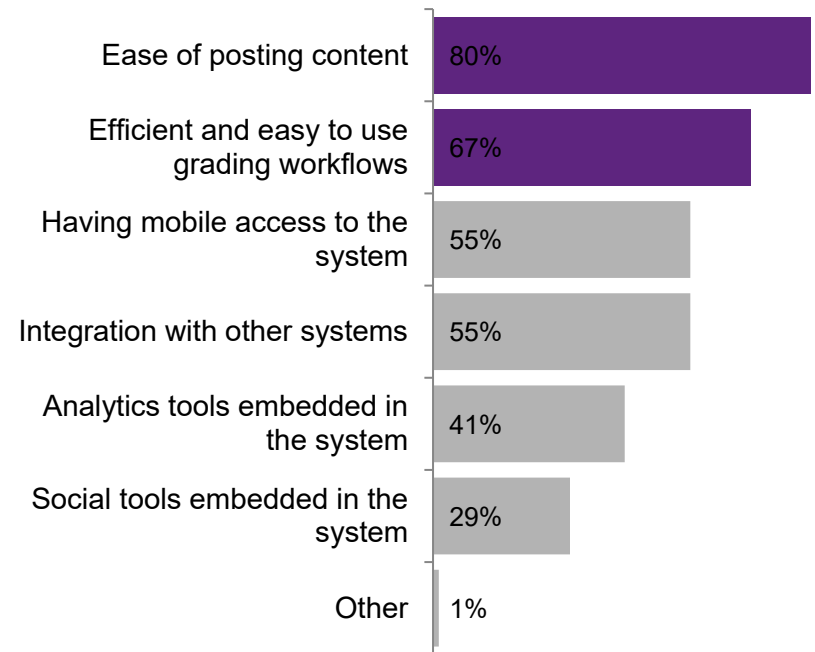 Ease of posting content 80%
Efficient and easy to use
grading workflows 67%
Having mobile access to the
system 55%
Integration with other systems 55%
Analytics tools embedded in
the system 41%
Social tools embedded in the
system 29%
Other 1%